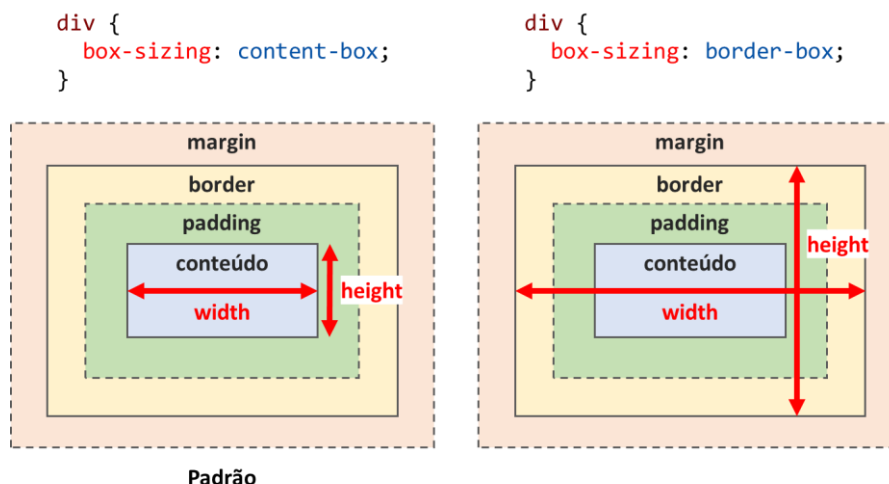 div {
  box-sizing: content-box;
}
margin
border
padding
conteúdo
width
height
Padrão
div {
  box-sizing: border-box;
}
margin
border
padding
conteúdo
width
height